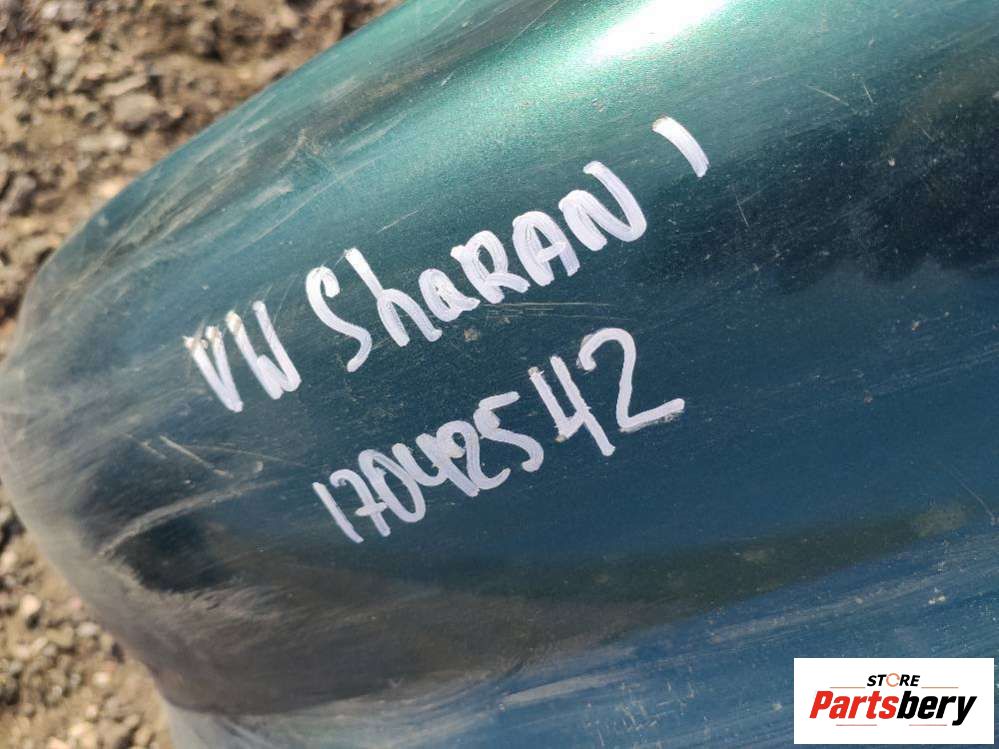 VW ShaRAN 1
17042542
STORE
Partsbery